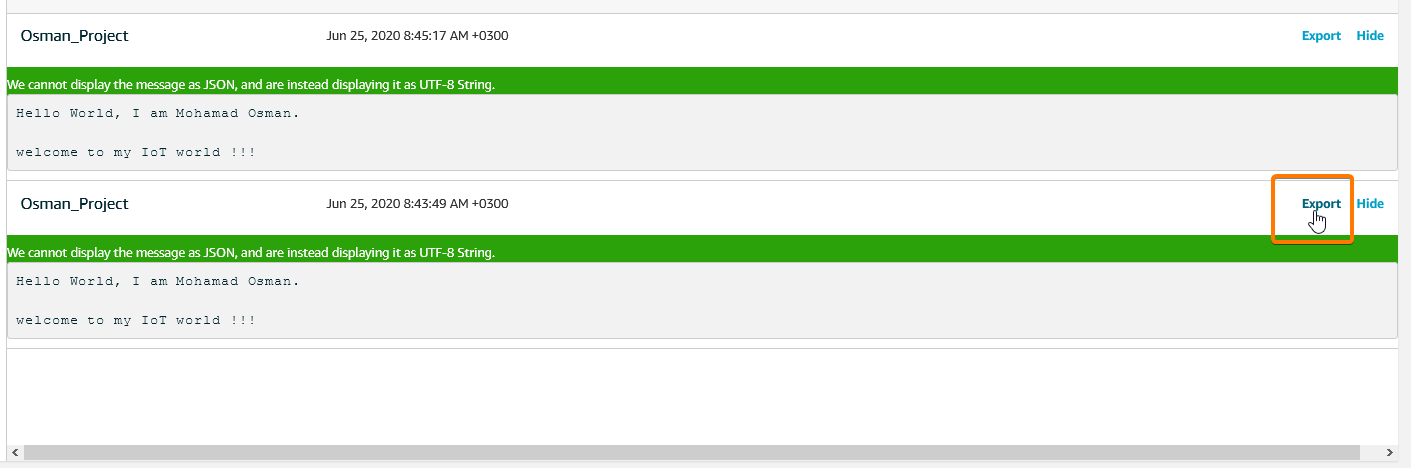 Osman_Project Jun 25, 2020 8:45:17 AM +0300 Export Hide
We cannot display the message as JSON, and are instead displaying it as UTF-8 String.
Hello World, I am Mohamad Osman.
welcome to my IoT world !!!
Osman_Project Jun 25, 2020 8:43:49 AM +0300 Export Hide
We cannot display the message as JSON, and are instead displaying it as UTF-8 String.
Hello World, I am Mohamad Osman.
welcome to my IoT world !!!